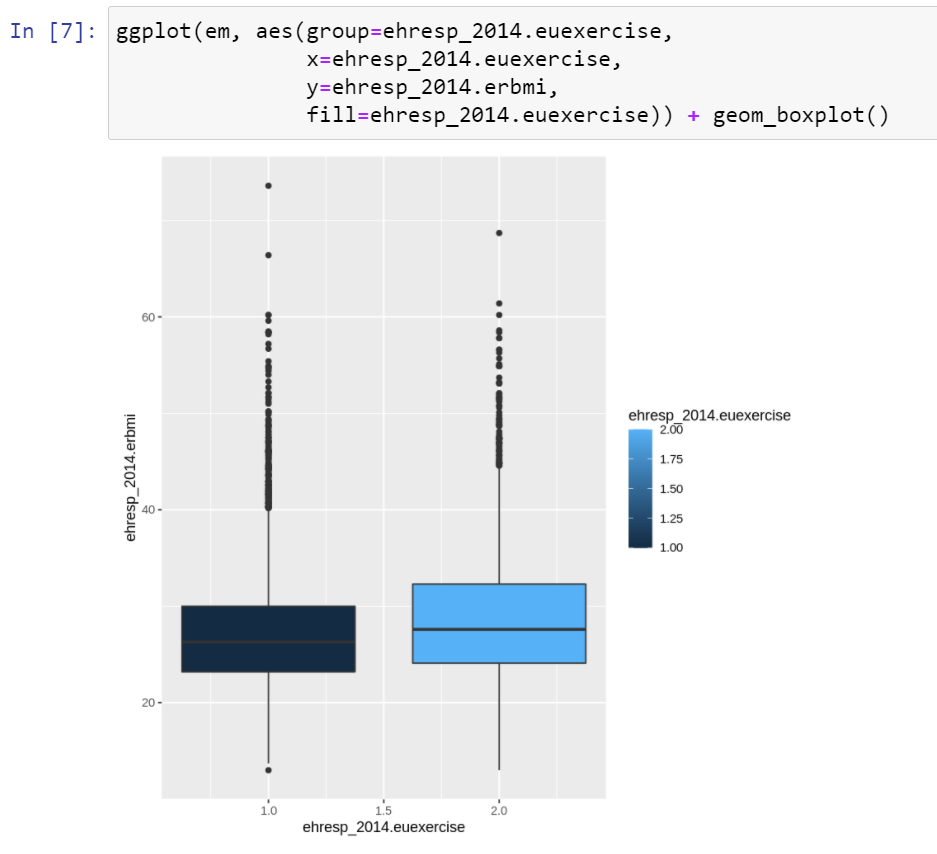 In [7]: ggplot(em, aes(group=ehresp_2014.euexercise,
x=ehresp_2014.euexercise,
y=ehresp_2014.erbmi,
fill=ehresp_2014.euexercise)) + geom_boxplot()
60
40
20
ehresp_2014.erbmi
1.0 1.5 2.0
ehresp_2014.euexercise
ehresp_2014.euexercise
2.00
1.75
1.50
1.25
1.00